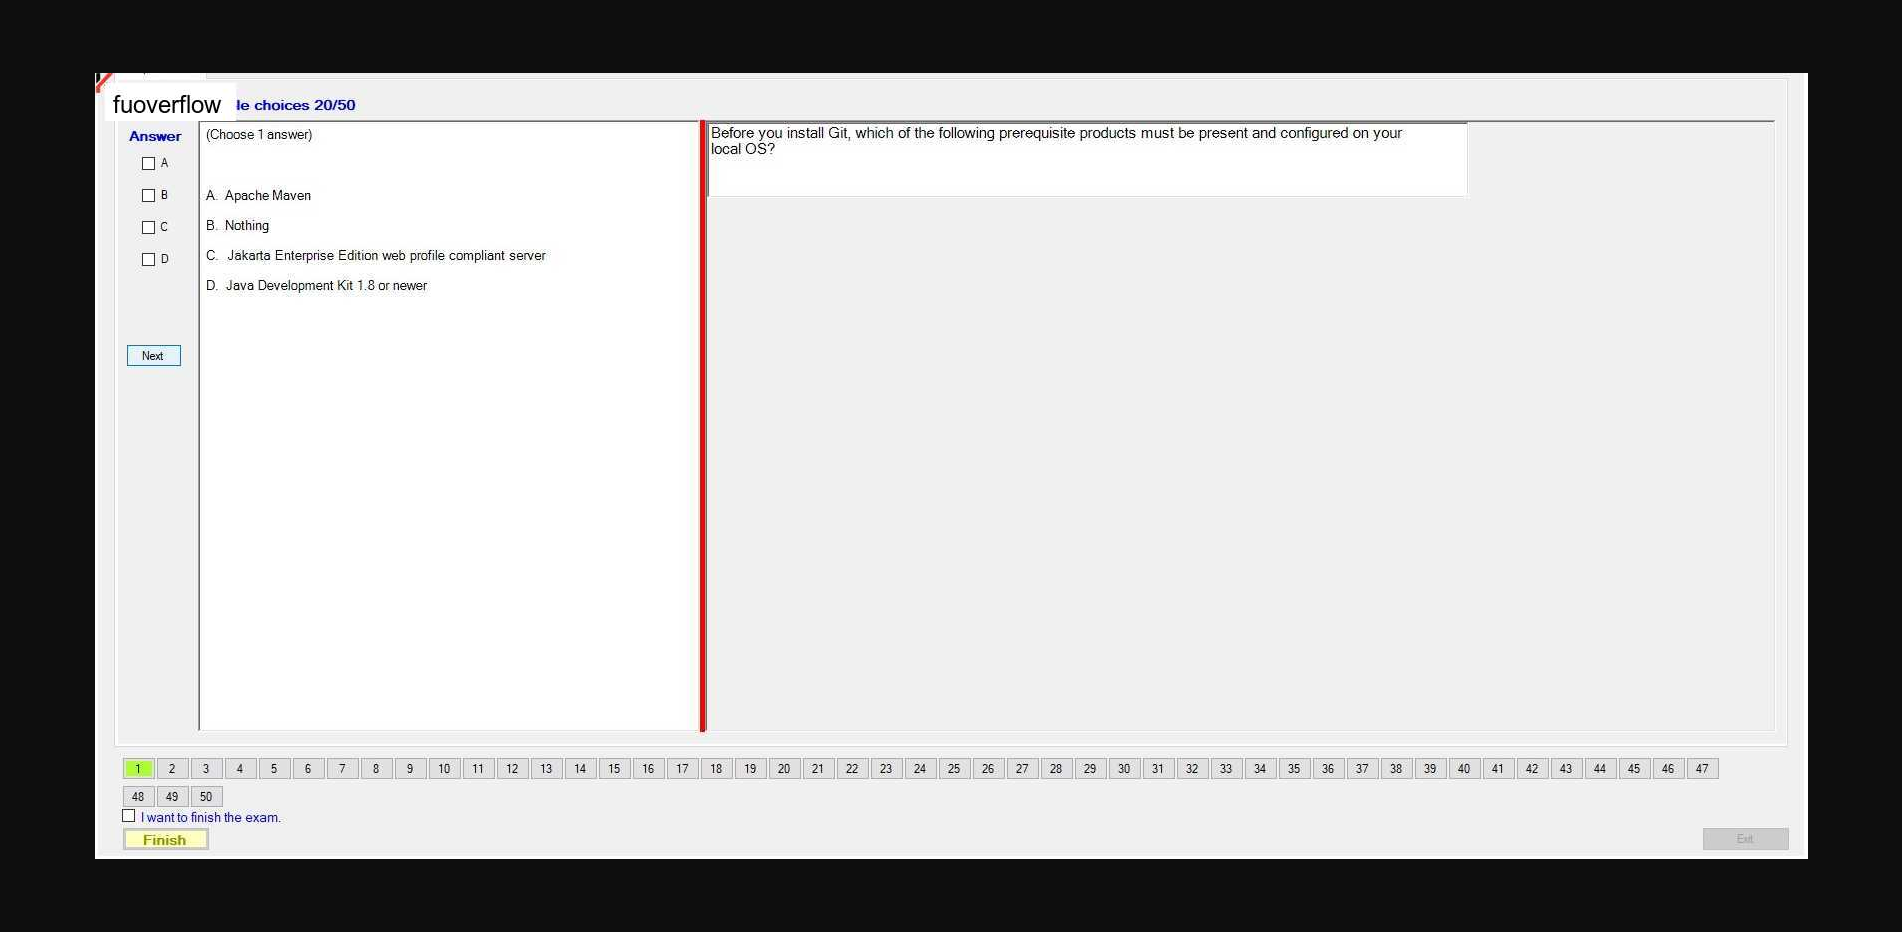 fuoverflow
le choices 20/50
Answer
A
B
C
D
Next
(Choose 1 answer)
A. Apache Maven
B. Nothing
C. Jakarta Enterprise Edition web profile compliant server
D. Java Development Kit 1.8 or newer
Before you install Git, which of the following prerequisite products must be present and configured on your
local OS?
1 2 3 4 5 6 7 8 9 10 11 12 13 14 15 16 17 18 19 20 21 22 23 24 25 26 27 28 29 30 31 32 33 34 35 36 37 38 39 40 41 42 43 44 45 46 47
48 49 50
I want to finish the exam.
Finish
Exit